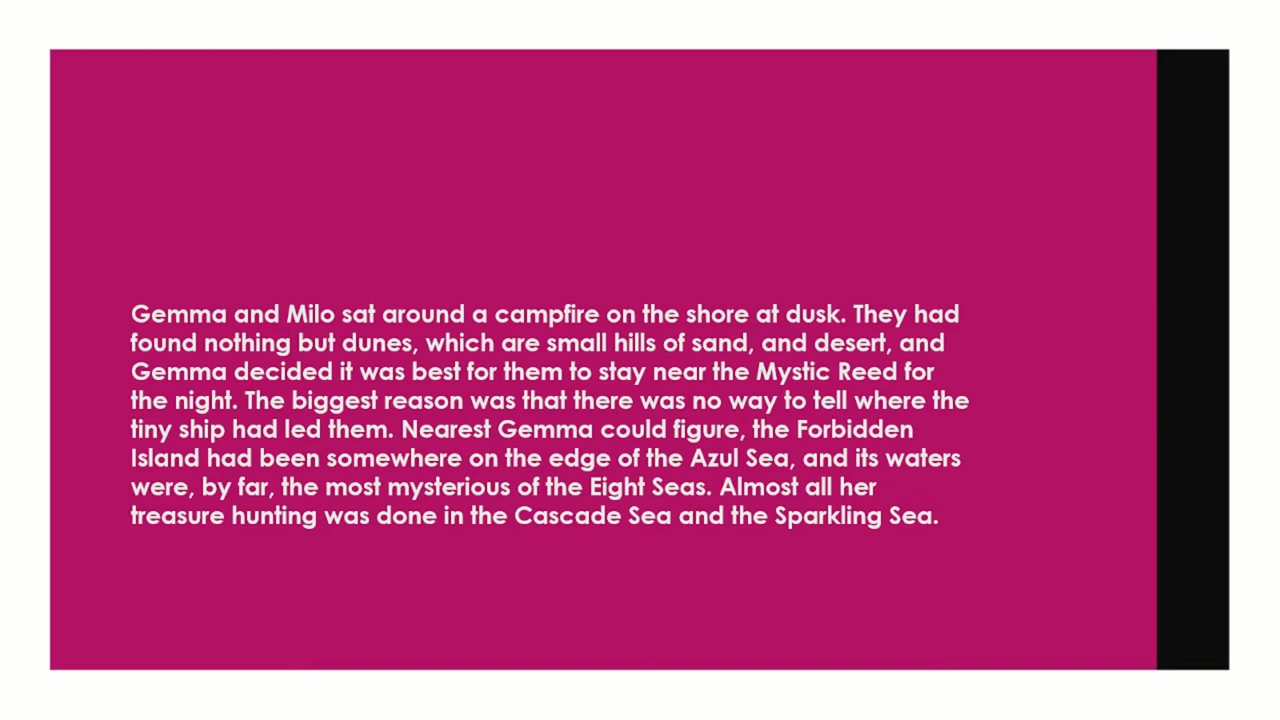 Gemma and Milo sat around a campfire on the shore at dusk. They had
found nothing but dunes, which are small hills of sand, and desert, and
Gemma decided it was best for them to stay near the Mystic Reed for
the night. The biggest reason was that there was no way to tell where the
tiny ship had led them. Nearest Gemma could figure, the Forbidden
Island had been somewhere on the edge of the Azul Sea, and its waters
were, by far, the most mysterious of the Eight Seas. Almost all her
treasure hunting was done in the Cascade Sea and the Sparkling Sea.